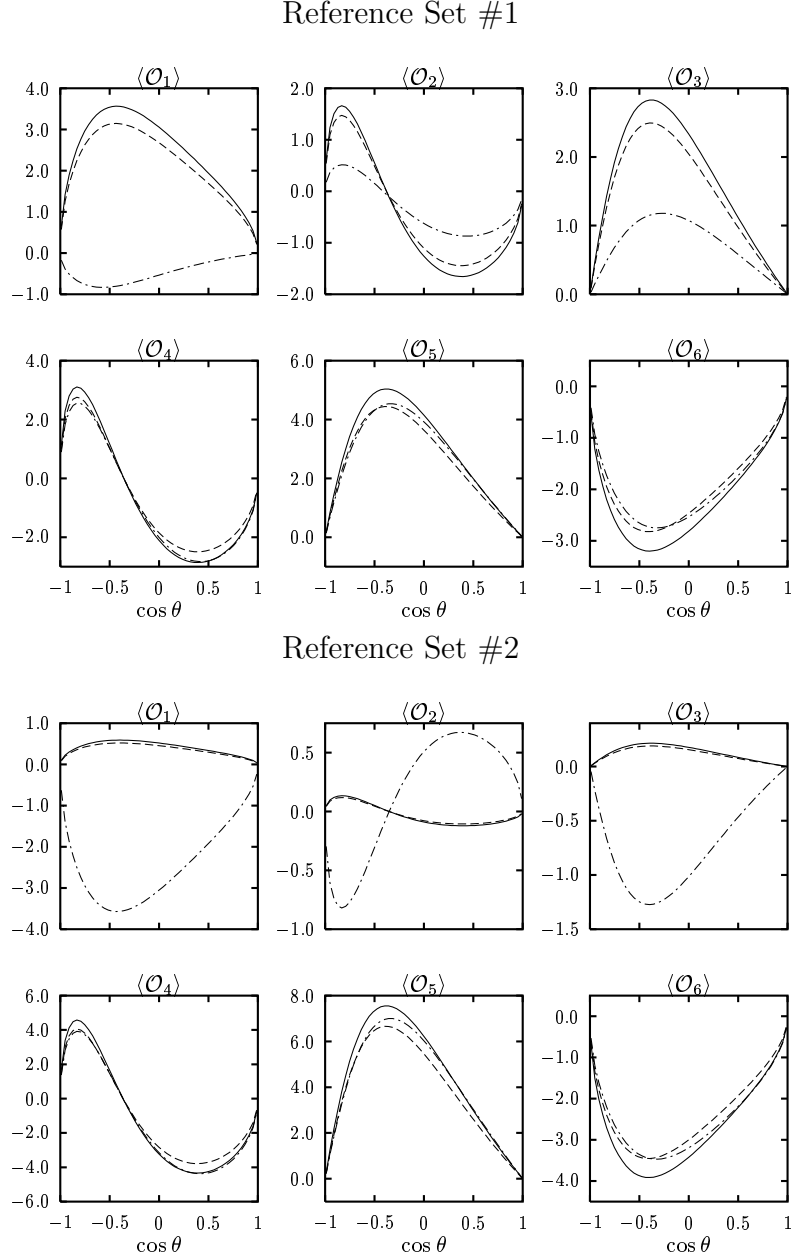 Reference Set #1
⟨𝒪₁⟩ ⟨𝒪₂⟩ ⟨𝒪₃⟩
4.0 3.0 2.0 1.0 0.0 −1.0
2.0 1.0 0.0 −1.0 −2.0
3.0 2.0 1.0 0.0
⟨𝒪₄⟩ ⟨𝒪₅⟩ ⟨𝒪₆⟩
4.0 2.0 0.0 −2.0
6.0 4.0 2.0 0.0
0.0 −1.0 −2.0 −3.0
−1 −0.5 0 0.5 1 −1 −0.5 0 0.5 1 −1 −0.5 0 0.5 1
cos θ cos θ cos θ
Reference Set #2
⟨𝒪₁⟩ ⟨𝒪₂⟩ ⟨𝒪₃⟩
1.0 0.0 −1.0 −2.0 −3.0 −4.0
0.5 0.0 −0.5 −1.0
0.0 −0.5 −1.0 −1.5
⟨𝒪₄⟩ ⟨𝒪₅⟩ ⟨𝒪₆⟩
6.0 4.0 2.0 0.0 −2.0 −4.0 −6.0
8.0 6.0 4.0 2.0 0.0
0.0 −1.0 −2.0 −3.0 −4.0
−1 −0.5 0 0.5 1 −1 −0.5 0 0.5 1 −1 −0.5 0 0.5 1
cos θ cos θ cos θ